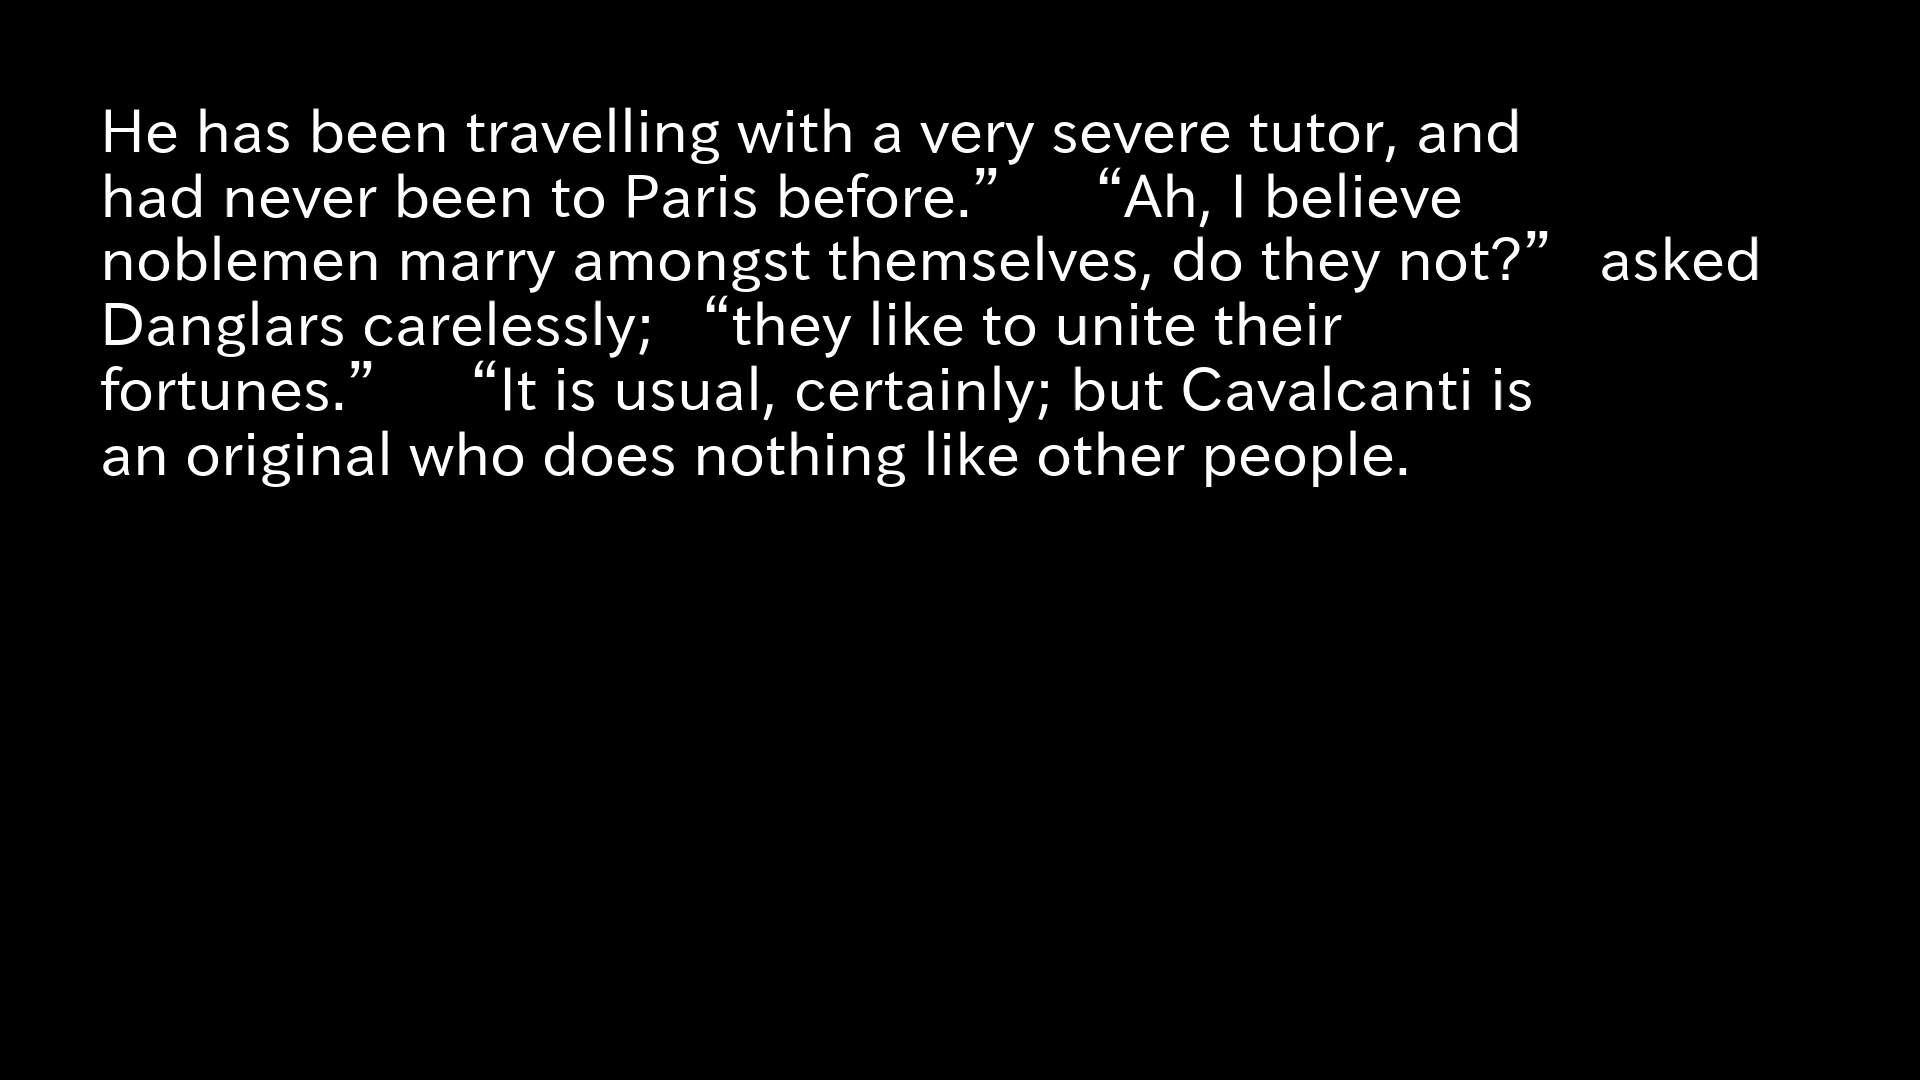 He has been travelling with a very severe tutor, and
had never been to Paris before.” “Ah, I believe
noblemen marry amongst themselves, do they not?” asked
Danglars carelessly; “they like to unite their
fortunes.” “It is usual, certainly; but Cavalcanti is
an original who does nothing like other people.